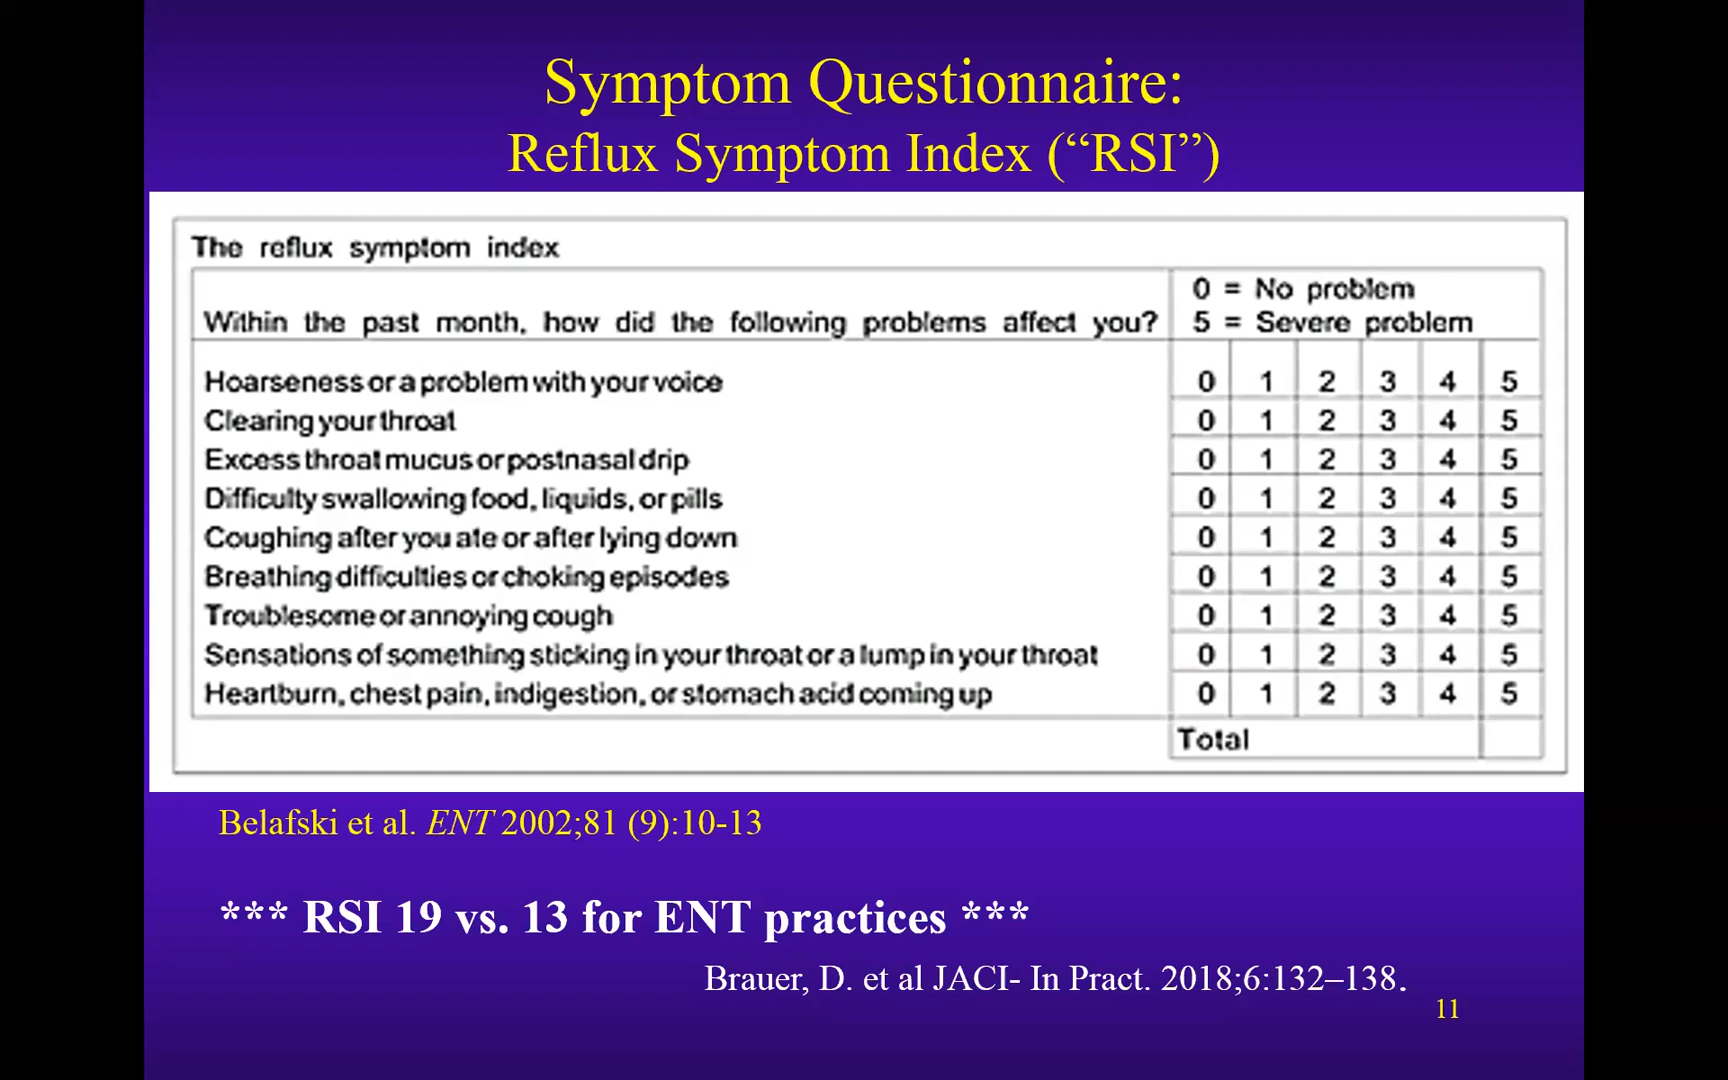 Symptom Questionnaire:
Reflux Symptom Index (“RSI”)
The reflux symptom index
0 = No problem
Within the past month, how did the following problems affect you? 5 = Severe problem
Hoarseness or a problem with your voice 0 1 2 3 4 5
Clearing your throat 0 1 2 3 4 5
Excess throat mucus or postnasal drip 0 1 2 3 4 5
Difficulty swallowing food, liquids, or pills 0 1 2 3 4 5
Coughing after you ate or after lying down 0 1 2 3 4 5
Breathing difficulties or choking episodes 0 1 2 3 4 5
Troublesome or annoying cough 0 1 2 3 4 5
Sensations of something sticking in your throat or a lump in your throat 0 1 2 3 4 5
Heartburn, chest pain, indigestion, or stomach acid coming up 0 1 2 3 4 5
Total
Belafski et al. ENT 2002;81 (9):10-13
*** RSI 19 vs. 13 for ENT practices ***
Brauer, D. et al JACI- In Pract. 2018;6:132–138.
11